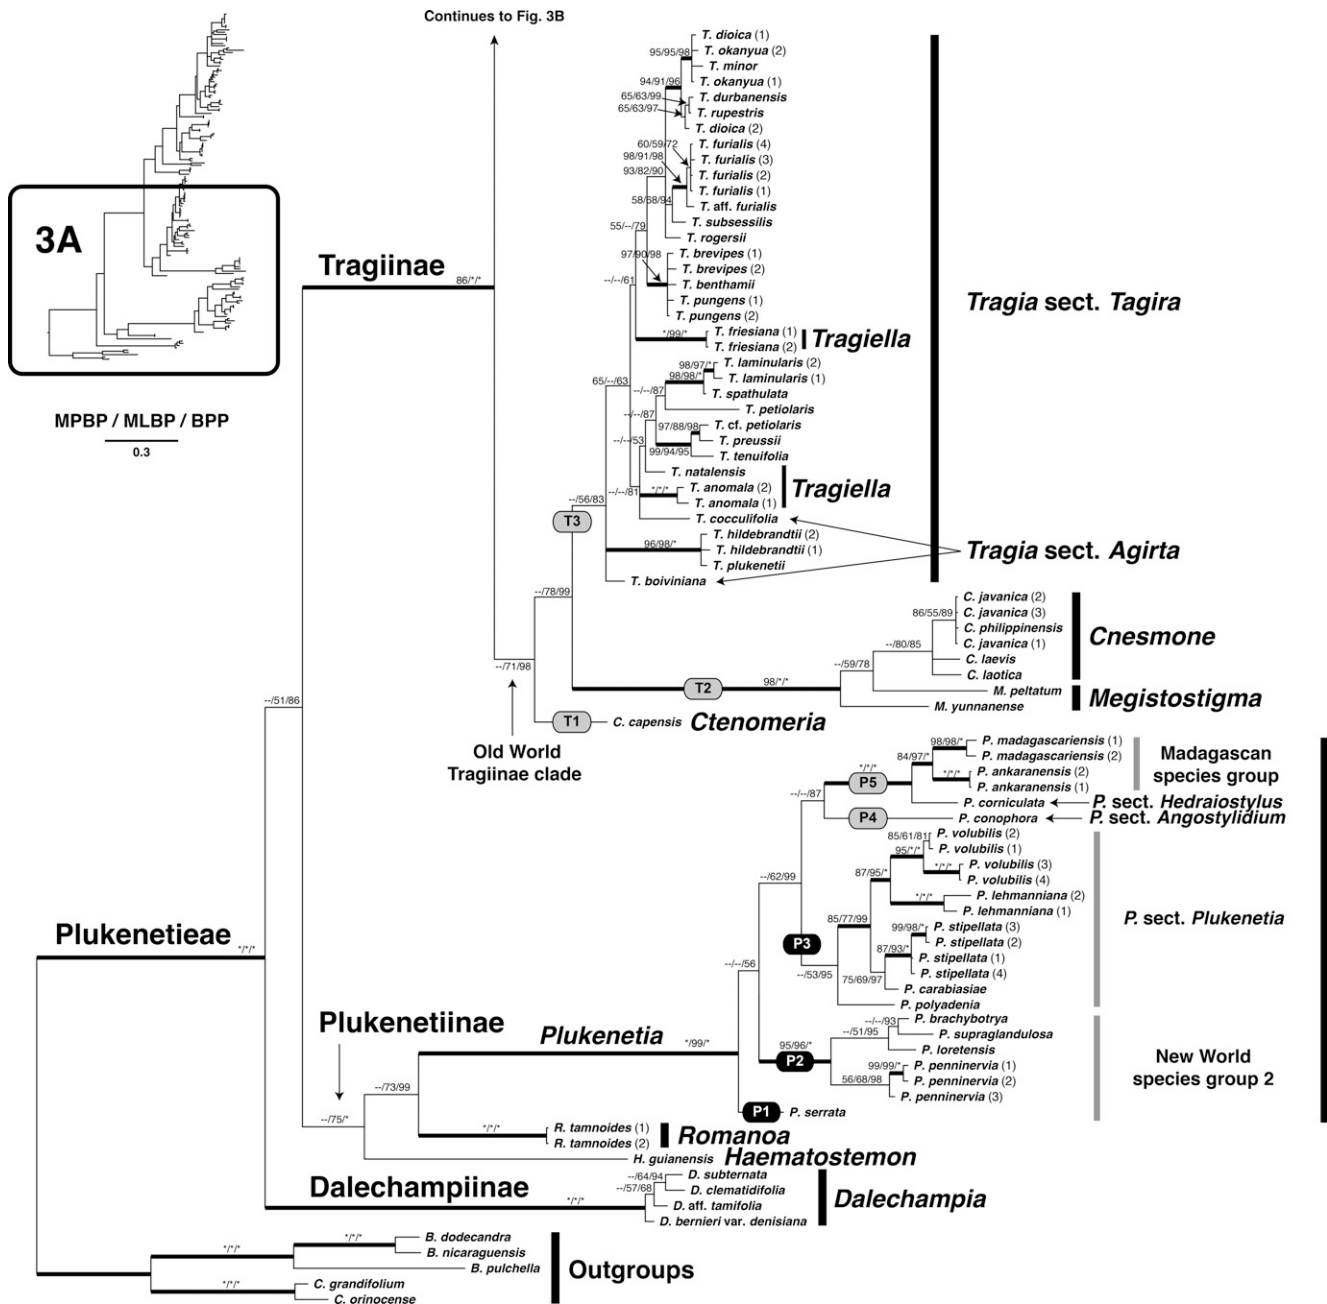 Continues to Fig. 3B
3A
MPBP / MLBP / BPP
0.3
Tragiinae
86/*/*
T. dioica (1)
95/95/98
T. okanyua (2)
T. minor
94/91/96
T. okanyua (1)
65/63/99
T. durbanensis
65/63/97
T. rupestris
T. dioica (2)
60/59/72
T. furialis (4)
98/91/98
T. furialis (3)
93/82/90
T. furialis (2)
T. furialis (1)
58/68/94
T. aff. furialis
T. subsessilis
55/--/79
T. rogersii
97/90/98
T. brevipes (1)
T. brevipes (2)
--/--/61
T. benthamii
T. pungens (1)
T. pungens (2)
Tragia sect. Tagira
*/99/*
T. friesiana (1)
T. friesiana (2)
Tragiella
98/97/*
T. laminularis (2)
65/--/63
98/98/*
T. laminularis (1)
--/--/87
T. spathulata
T. petiolaris
--/--/87
97/88/98
T. cf. petiolaris
--/--/53
T. preussii
99/94/95
T. tenuifolia
T. natalensis
--/--/81
*/*/*
T. anomala (2)
T. anomala (1)
Tragiella
--/56/83
T3
T. cocculifolia
T. hildebrandtii (2)
96/98/*
T. hildebrandtii (1)
T. plukenetii
Tragia sect. Agirta
T. boiviniana
--/78/99
C. javanica (2)
86/55/89
C. javanica (3)
C. philippinensis
C. javanica (1)
--/80/85
C. laevis
C. laotica
Cnesmone
--/59/78
--/71/98
T2
98/*/*
M. peltatum
M. yunnanense
Megistostigma
--/51/86
T1
C. capensis
Ctenomeria
Old World
Tragiinae clade
98/98/*
P. madagascariensis (1)
P. madagascariensis (2)
84/97/*
*/*/*
*/*/*
P. ankaranensis (2)
P. ankaranensis (1)
Madagascan
species group
P5
--/--/87
P. corniculata
P. sect. Hedraiostylus
P4
P. conophora
P. sect. Angostylidium
85/61/81
P. volubilis (2)
95/*/*
P. volubilis (1)
*/*/*
P. volubilis (3)
87/95/*
P. volubilis (4)
--/62/99
*/*/*
P. lehmanniana (2)
P. lehmanniana (1)
85/77/99
P. sect. Plukenetia
99/98/*
P. stipellata (3)
P. stipellata (2)
P3
87/93/*
P. stipellata (1)
--/53/95
75/69/97
P. stipellata (4)
P. carabiasiae
P. polyadenia
--/--/56
Plukenetieae
*/*/*
--/--/93
P. brachybotrya
--/51/95
P. supraglandulosa
Plukenetiinae
Plukenetia
*/99/*
95/96/*
P2
P. loretensis
99/99/*
P. penninervia (1)
56/68/98
P. penninervia (2)
P. penninervia (3)
New World
species group 2
--/73/99
P1
P. serrata
--/75/*
*/*/*
R. tamnoides (1)
R. tamnoides (2)
Romanoa
H. guianensis
Haematostemon
Dalechampiinae
*/*/*
--/64/94
D. subternata
--/57/68
D. clematidifolia
D. aff. tamifolia
D. bernieri var. denisiana
Dalechampia
*/*/*
*/*/*
B. dodecandra
B. nicaraguensis
B. pulchella
Outgroups
*/*/*
C. grandifolium
C. orinocense